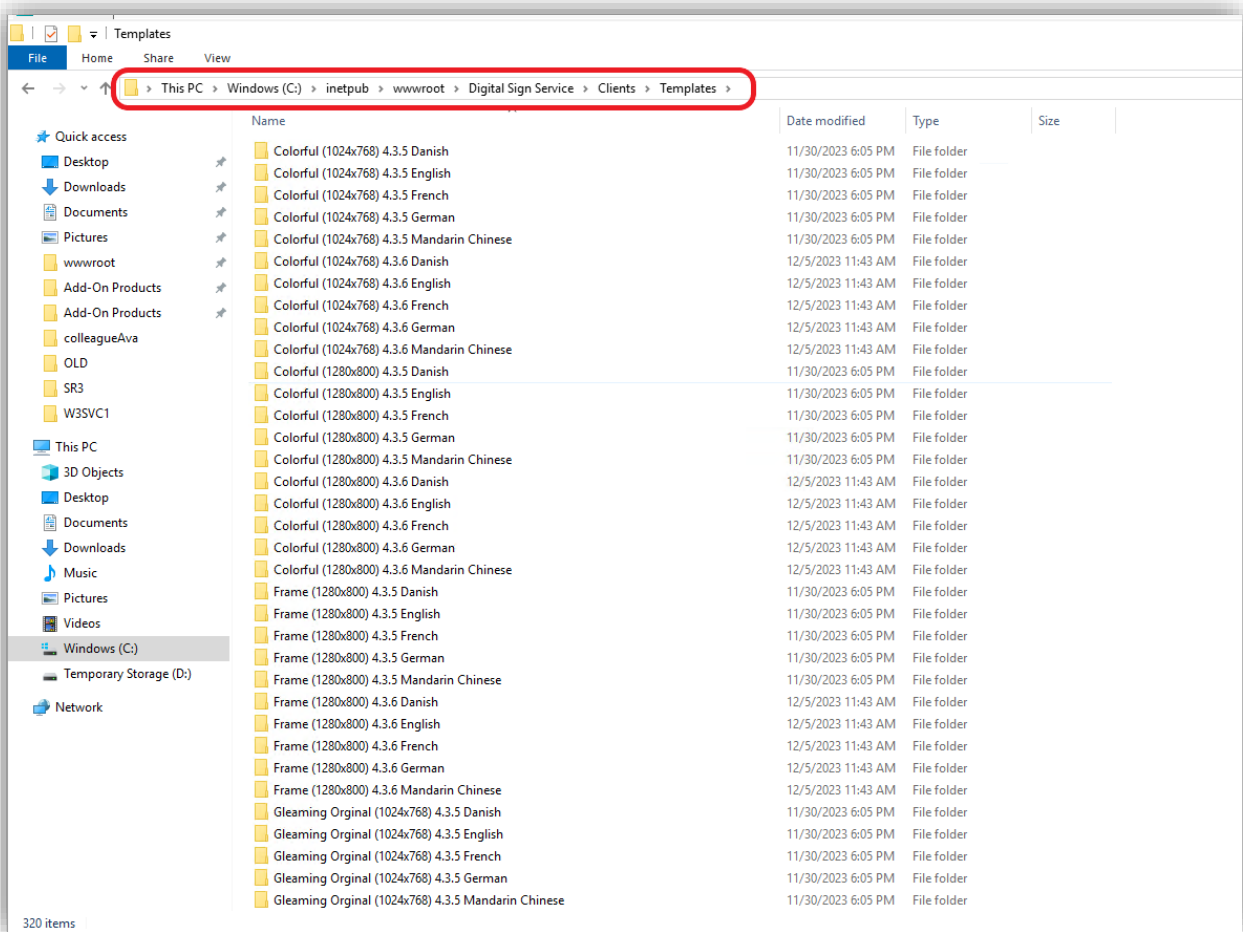 Templates
File Home Share View
This PC > Windows (C:) > inetpub > wwwroot > Digital Sign Service > Clients > Templates >
Quick access
Desktop
Downloads
Documents
Pictures
wwwroot
Add-On Products
Add-On Products
colleagueAva
OLD
SR3
W3SVC1
This PC
3D Objects
Desktop
Documents
Downloads
Music
Pictures
Videos
Windows (C:)
Temporary Storage (D:)
Network
Name Date modified Type Size
Colorful (1024x768) 4.3.5 Danish 11/30/2023 6:05 PM File folder
Colorful (1024x768) 4.3.5 English 11/30/2023 6:05 PM File folder
Colorful (1024x768) 4.3.5 French 11/30/2023 6:05 PM File folder
Colorful (1024x768) 4.3.5 German 11/30/2023 6:05 PM File folder
Colorful (1024x768) 4.3.5 Mandarin Chinese 11/30/2023 6:05 PM File folder
Colorful (1024x768) 4.3.6 Danish 12/5/2023 11:43 AM File folder
Colorful (1024x768) 4.3.6 English 12/5/2023 11:43 AM File folder
Colorful (1024x768) 4.3.6 French 12/5/2023 11:43 AM File folder
Colorful (1024x768) 4.3.6 German 12/5/2023 11:43 AM File folder
Colorful (1024x768) 4.3.6 Mandarin Chinese 12/5/2023 11:43 AM File folder
Colorful (1280x800) 4.3.5 Danish 11/30/2023 6:05 PM File folder
Colorful (1280x800) 4.3.5 English 11/30/2023 6:05 PM File folder
Colorful (1280x800) 4.3.5 French 11/30/2023 6:05 PM File folder
Colorful (1280x800) 4.3.5 German 11/30/2023 6:05 PM File folder
Colorful (1280x800) 4.3.5 Mandarin Chinese 11/30/2023 6:05 PM File folder
Colorful (1280x800) 4.3.6 Danish 12/5/2023 11:43 AM File folder
Colorful (1280x800) 4.3.6 English 12/5/2023 11:43 AM File folder
Colorful (1280x800) 4.3.6 French 12/5/2023 11:43 AM File folder
Colorful (1280x800) 4.3.6 German 12/5/2023 11:43 AM File folder
Colorful (1280x800) 4.3.6 Mandarin Chinese 12/5/2023 11:43 AM File folder
Frame (1280x800) 4.3.5 Danish 11/30/2023 6:05 PM File folder
Frame (1280x800) 4.3.5 English 11/30/2023 6:05 PM File folder
Frame (1280x800) 4.3.5 French 11/30/2023 6:05 PM File folder
Frame (1280x800) 4.3.5 German 11/30/2023 6:05 PM File folder
Frame (1280x800) 4.3.5 Mandarin Chinese 11/30/2023 6:05 PM File folder
Frame (1280x800) 4.3.6 Danish 12/5/2023 11:43 AM File folder
Frame (1280x800) 4.3.6 English 12/5/2023 11:43 AM File folder
Frame (1280x800) 4.3.6 French 12/5/2023 11:43 AM File folder
Frame (1280x800) 4.3.6 German 12/5/2023 11:43 AM File folder
Frame (1280x800) 4.3.6 Mandarin Chinese 12/5/2023 11:43 AM File folder
Gleaming Orginal (1024x768) 4.3.5 Danish 11/30/2023 6:05 PM File folder
Gleaming Orginal (1024x768) 4.3.5 English 11/30/2023 6:05 PM File folder
Gleaming Orginal (1024x768) 4.3.5 French 11/30/2023 6:05 PM File folder
Gleaming Orginal (1024x768) 4.3.5 German 11/30/2023 6:05 PM File folder
Gleaming Orginal (1024x768) 4.3.5 Mandarin Chinese 11/30/2023 6:05 PM File folder
320 items